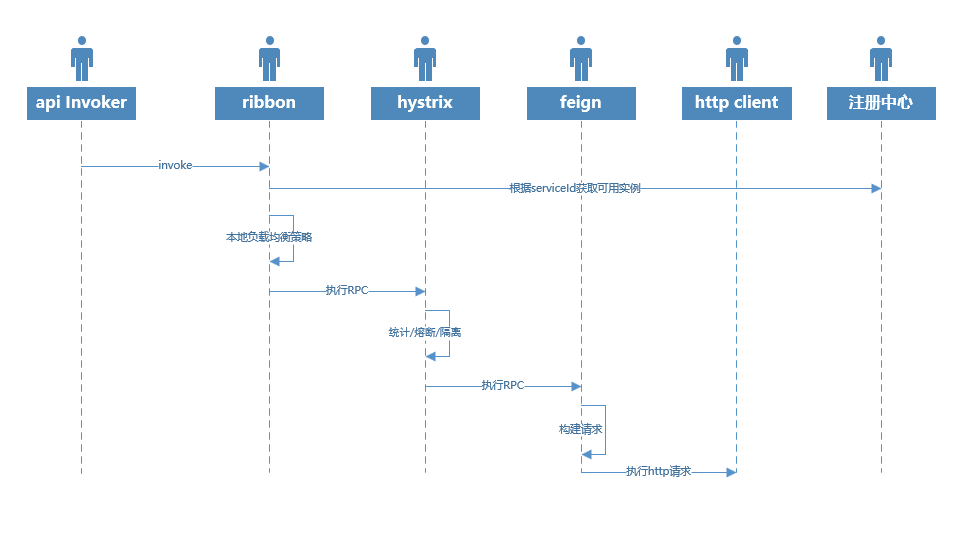 api Invoker
ribbon
hystrix
feign
http client
注册中心
invoke
根据serviceId获取可用实例
本地负载均衡策略
执行RPC
统计/熔断/隔离
执行RPC
构建请求
执行http请求